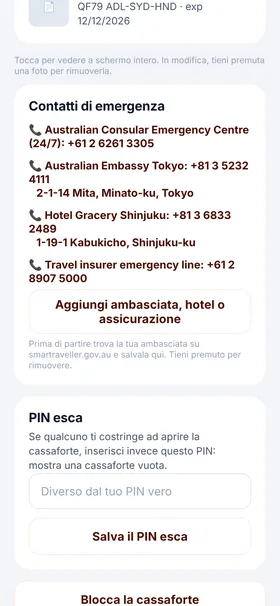 QF79 ADL-SYD-HND · exp
12/12/2026
Tocca per vedere a schermo intero. In modifica, tieni premuta
una foto per rimuoverla.
Contatti di emergenza
📞 Australian Consular Emergency Centre
(24/7): +61 2 6261 3305
📞 Australian Embassy Tokyo: +81 3 5232
4111
2-1-14 Mita, Minato-ku, Tokyo
📞 Hotel Gracery Shinjuku: +81 3 6833
2489
1-19-1 Kabukicho, Shinjuku-ku
📞 Travel insurer emergency line: +61 2
8907 5000
Aggiungi ambasciata, hotel o
assicurazione
Prima di partire trova la tua ambasciata su
smartraveller.gov.au e salvala qui. Tieni premuto per
rimuovere.
PIN esca
Se qualcuno ti costringe ad aprire la
cassaforte, inserisci invece questo PIN:
mostra una cassaforte vuota.
Diverso dal tuo PIN vero
Salva il PIN esca
Blocca la cassaforte